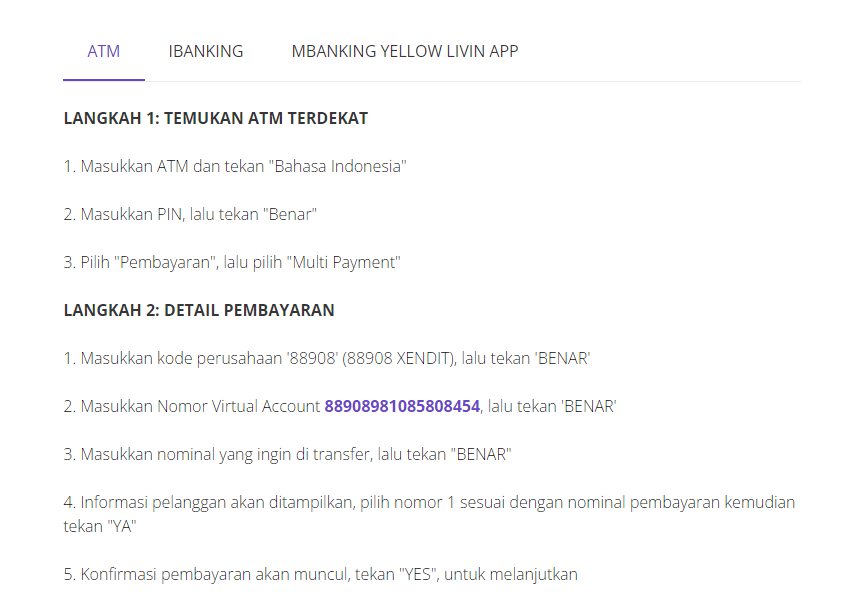 ATM IBANKING MBANKING YELLOW LIVIN APP
LANGKAH 1: TEMUKAN ATM TERDEKAT
1. Masukkan ATM dan tekan "Bahasa Indonesia"
2. Masukkan PIN, lalu tekan "Benar"
3. Pilih "Pembayaran", lalu pilih "Multi Payment"
LANGKAH 2: DETAIL PEMBAYARAN
1. Masukkan kode perusahaan '88908' (88908 XENDIT), lalu tekan 'BENAR'
2. Masukkan Nomor Virtual Account 88908981085808454, lalu tekan 'BENAR'
3. Masukkan nominal yang ingin di transfer, lalu tekan "BENAR"
4. Informasi pelanggan akan ditampilkan, pilih nomor 1 sesuai dengan nominal pembayaran kemudian
tekan "YA"
5. Konfirmasi pembayaran akan muncul, tekan "YES", untuk melanjutkan